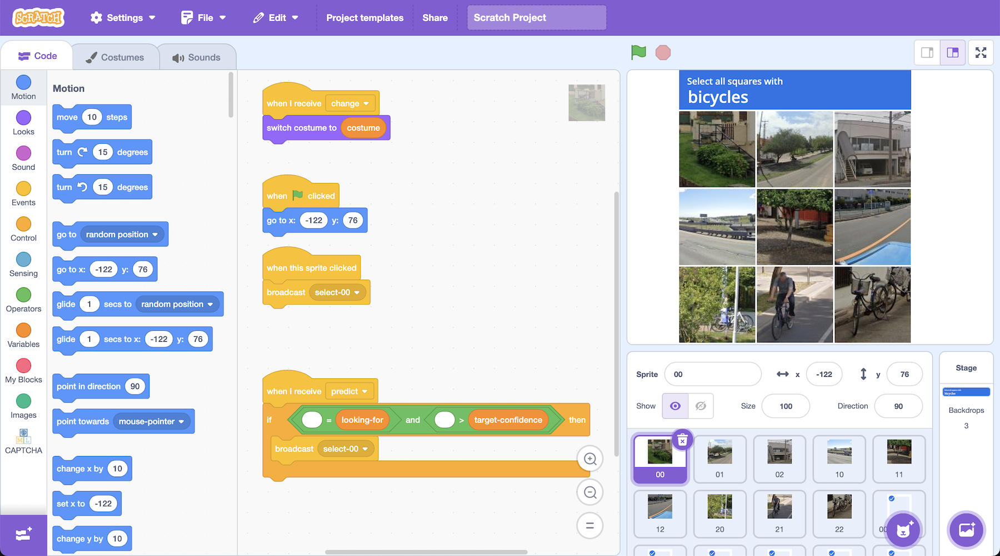 SCRATCH
Settings
File
Edit
Project templates
Share
Scratch Project
Code
Costumes
Sounds
Motion
Looks
Sound
Events
Control
Sensing
Operators
Variables
My Blocks
Images
CAPTCHA
Motion
move 10 steps
turn 15 degrees
turn 15 degrees
go to random position
go to x: -122 y: 76
glide 1 secs to random position
glide 1 secs to x: -122 y: 76
point in direction 90
point towards mouse-pointer
change x by 10
set x to -122
change y by 10
when I receive change
switch costume to costume
when clicked
go to x: -122 y: 76
when this sprite clicked
broadcast select-00
when I receive predict
if = looking-for and > target-confidence then
broadcast select-00
Select all squares with
bicycles
Sprite 00 x -122 y 76
Show Size 100 Direction 90
00
01
02
10
11
12
20
21
22
Stage
Select all squares with
bicycles
Backdrops
3